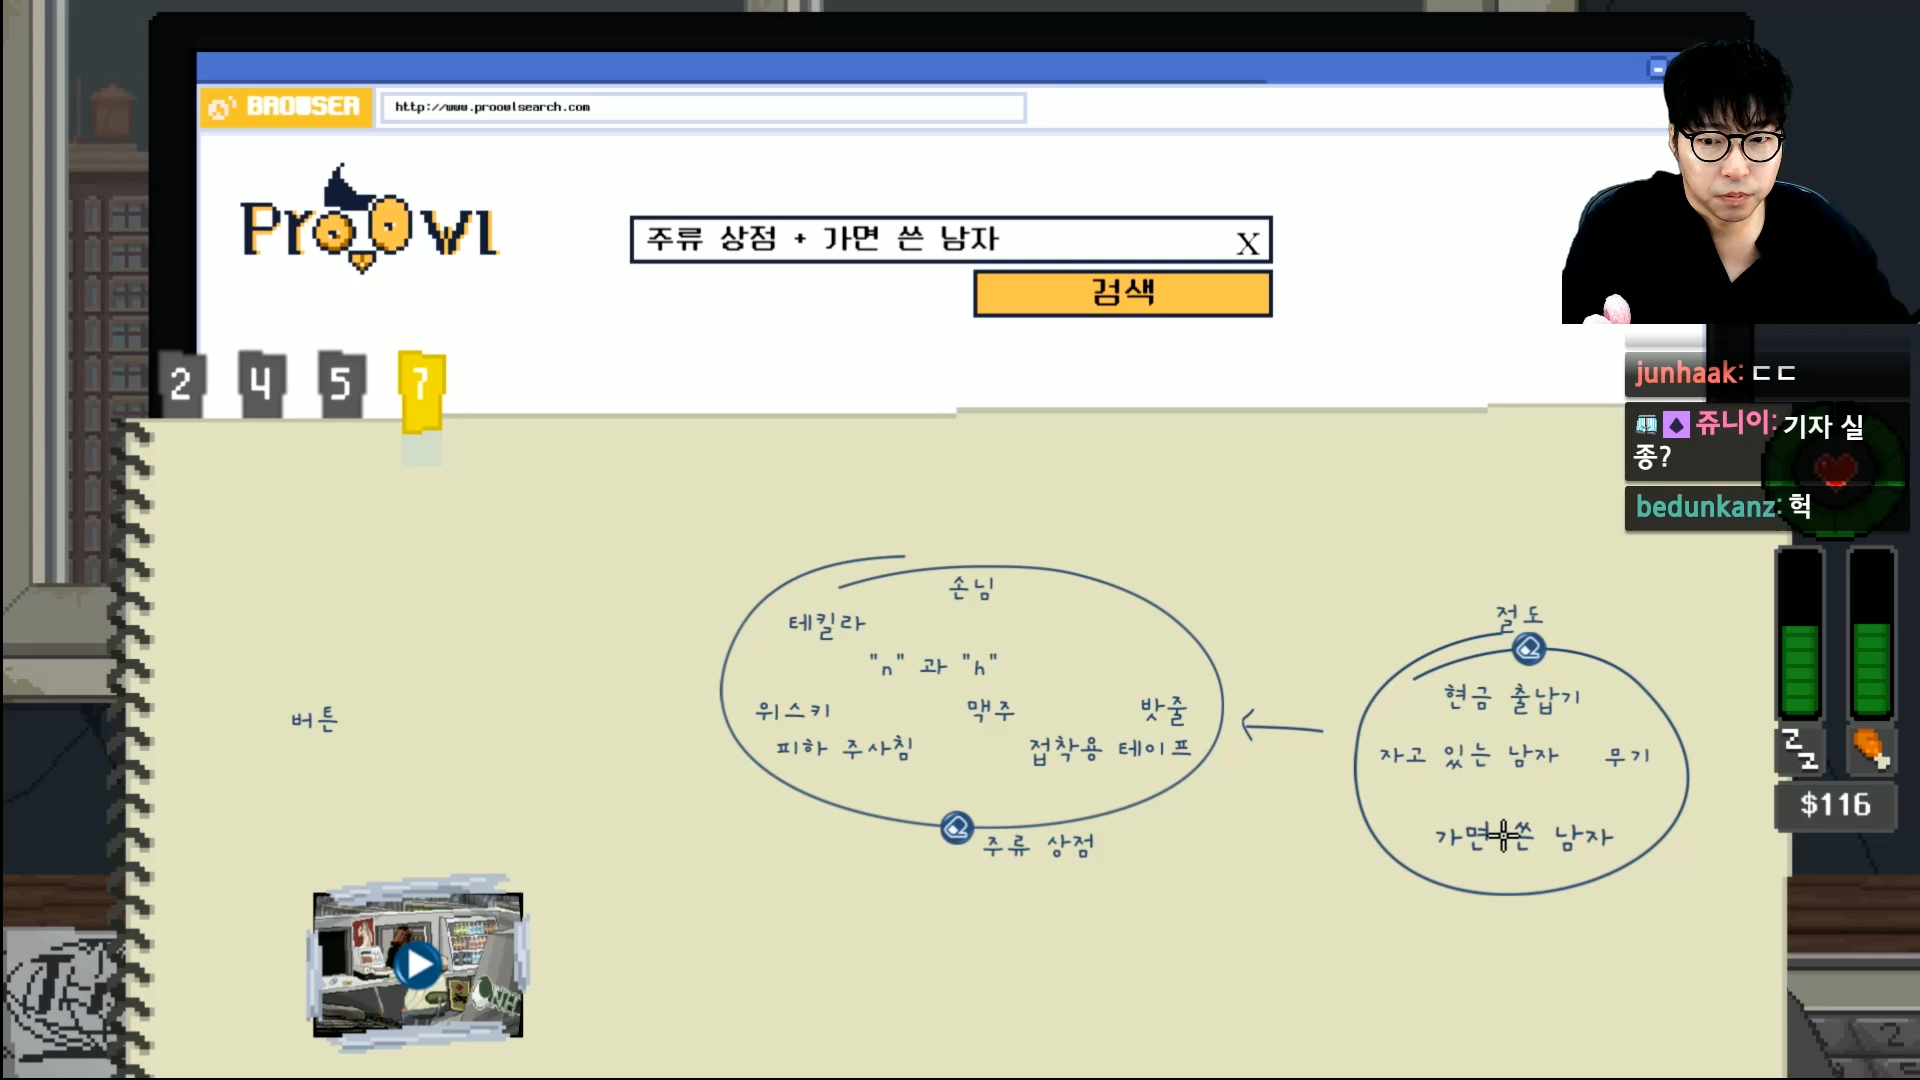 BROWSER
http://www.proowlsearch.com
PrOOwl
주류 상점 + 가면 쓴 남자
X
검색
2
4
5
7
junhaak: ㄷㄷ
쥬니이: 기자 실
종?
bedunkanz: 헉
손님
테킬라
"n" 과 "h"
위스키
맥주
밧줄
피하 주사침
접착용 테이프
주류 상점
절도
현금 출납기
자고 있는 남자
무기
가면 쓴 남자
버튼
$116